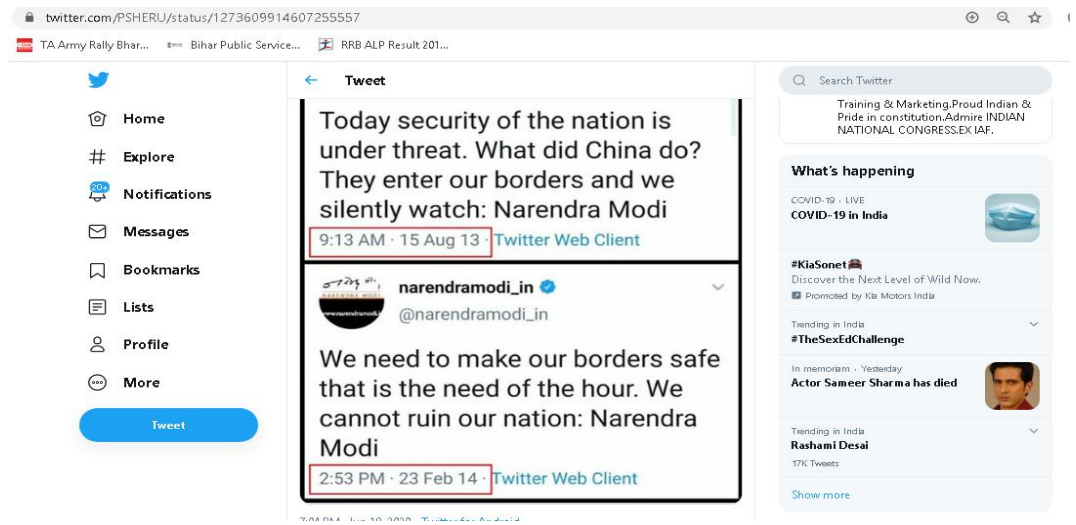 twitter.com/PSHERU/status/1273609914607255557
TA Army Rally Bhar...
Bihar Public Service...
RRB ALP Result 201...
Home
Explore
20+
Notifications
Messages
Bookmarks
Lists
Profile
More
Tweet
Tweet
Today security of the nation is
under threat. What did China do?
They enter our borders and we
silently watch: Narendra Modi
9:13 AM · 15 Aug 13 · Twitter Web Client
NARENDRA MODI
narendramodi_in
@narendramodi_in
We need to make our borders safe
that is the need of the hour. We
cannot ruin our nation: Narendra
Modi
2:53 PM · 23 Feb 14 · Twitter Web Client
Search Twitter
Training & Marketing.Proud Indian &
Pride in constitution.Admire INDIAN
NATIONAL CONGRESS.EX IAF.
What's happening
COVID-19 · LIVE
COVID-19 in India
#KiaSonet
Discover the Next Level of Wild Now.
Promoted by Kia Motors India
Trending in India
#TheSexEdChallenge
In memoriam · Yesterday
Actor Sameer Sharma has died
Trending in India
Rashami Desai
17K Tweets
Show more